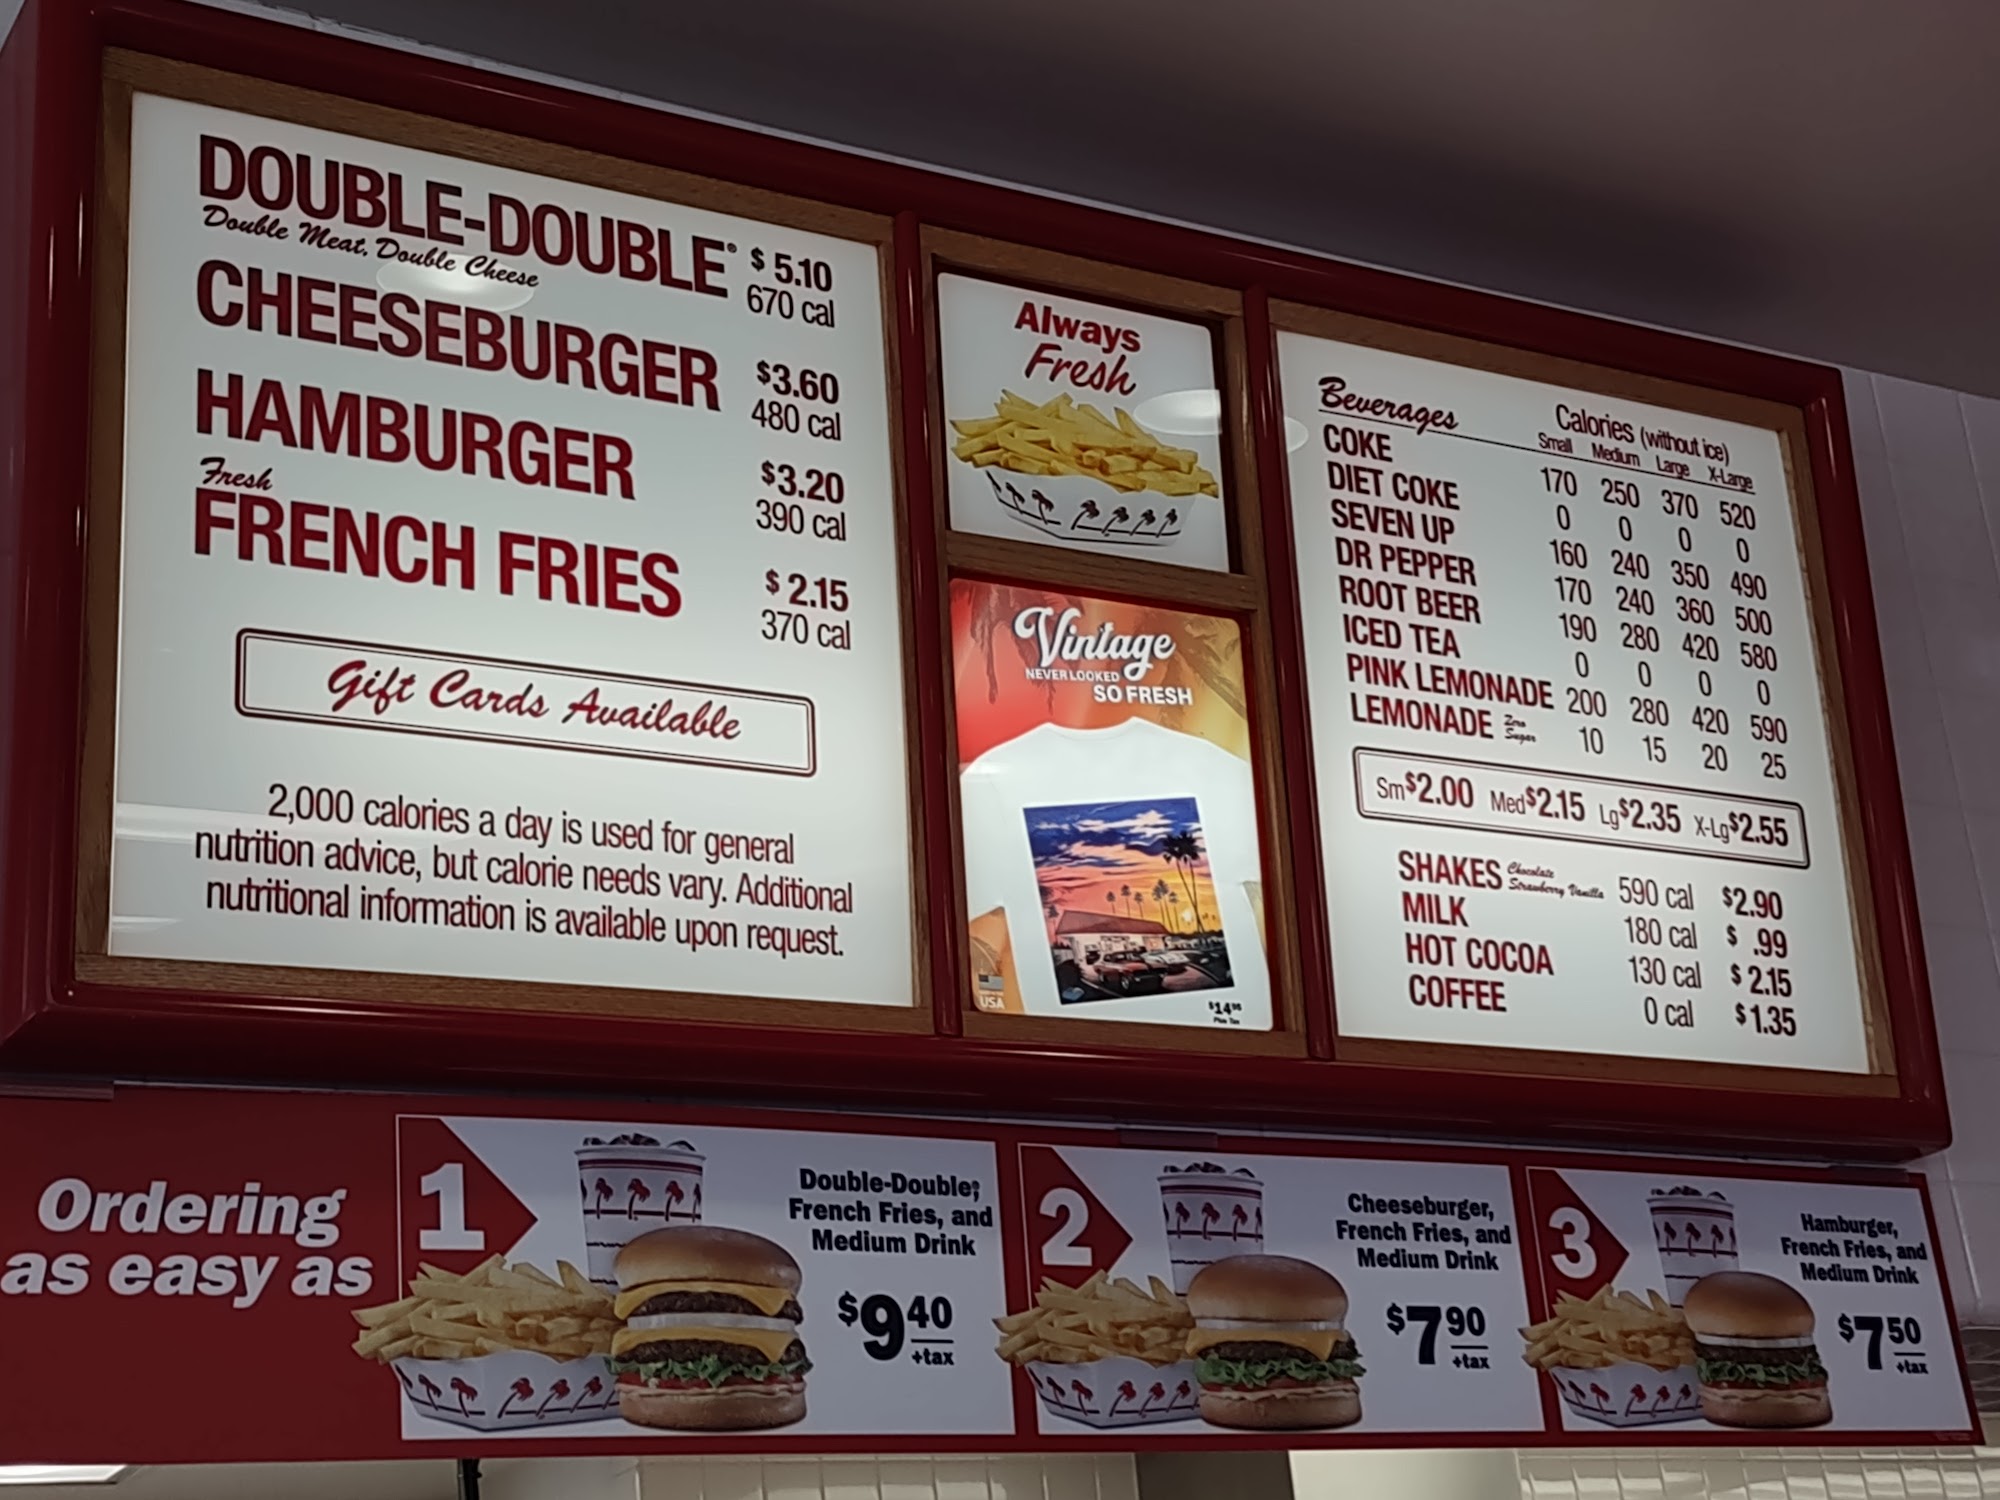 DOUBLE-DOUBLE® $5.10
Double Meat, Double Cheese 670 cal
CHEESEBURGER $3.60
480 cal
HAMBURGER $3.20
390 cal
Fresh
FRENCH FRIES $2.15
370 cal
Gift Cards Available
2,000 calories a day is used for general
nutrition advice, but calorie needs vary. Additional
nutritional information is available upon request.
Always
Fresh
Vintage
NEVER LOOKED
SO FRESH
USA
$14.95
Plus Tax
Beverages Calories (without ice)
Small Medium Large X-Large
COKE 170 250 370 520
DIET COKE 0 0 0 0
SEVEN UP 160 240 350 490
DR PEPPER 170 240 360 500
ROOT BEER 190 280 420 580
ICED TEA 0 0 0 0
PINK LEMONADE 200 280 420 590
LEMONADE Zero Sugar 10 15 20 25
Sm $2.00 Med $2.15 Lg $2.35 X-Lg $2.55
SHAKES Chocolate Strawberry Vanilla 590 cal $2.90
MILK 180 cal $ .99
HOT COCOA 130 cal $2.15
COFFEE 0 cal $1.35
Ordering
as easy as
1
Double-Double®,
French Fries, and
Medium Drink
$9.40
+tax
2
Cheeseburger,
French Fries, and
Medium Drink
$7.90
+tax
3
Hamburger,
French Fries, and
Medium Drink
$7.50
+tax